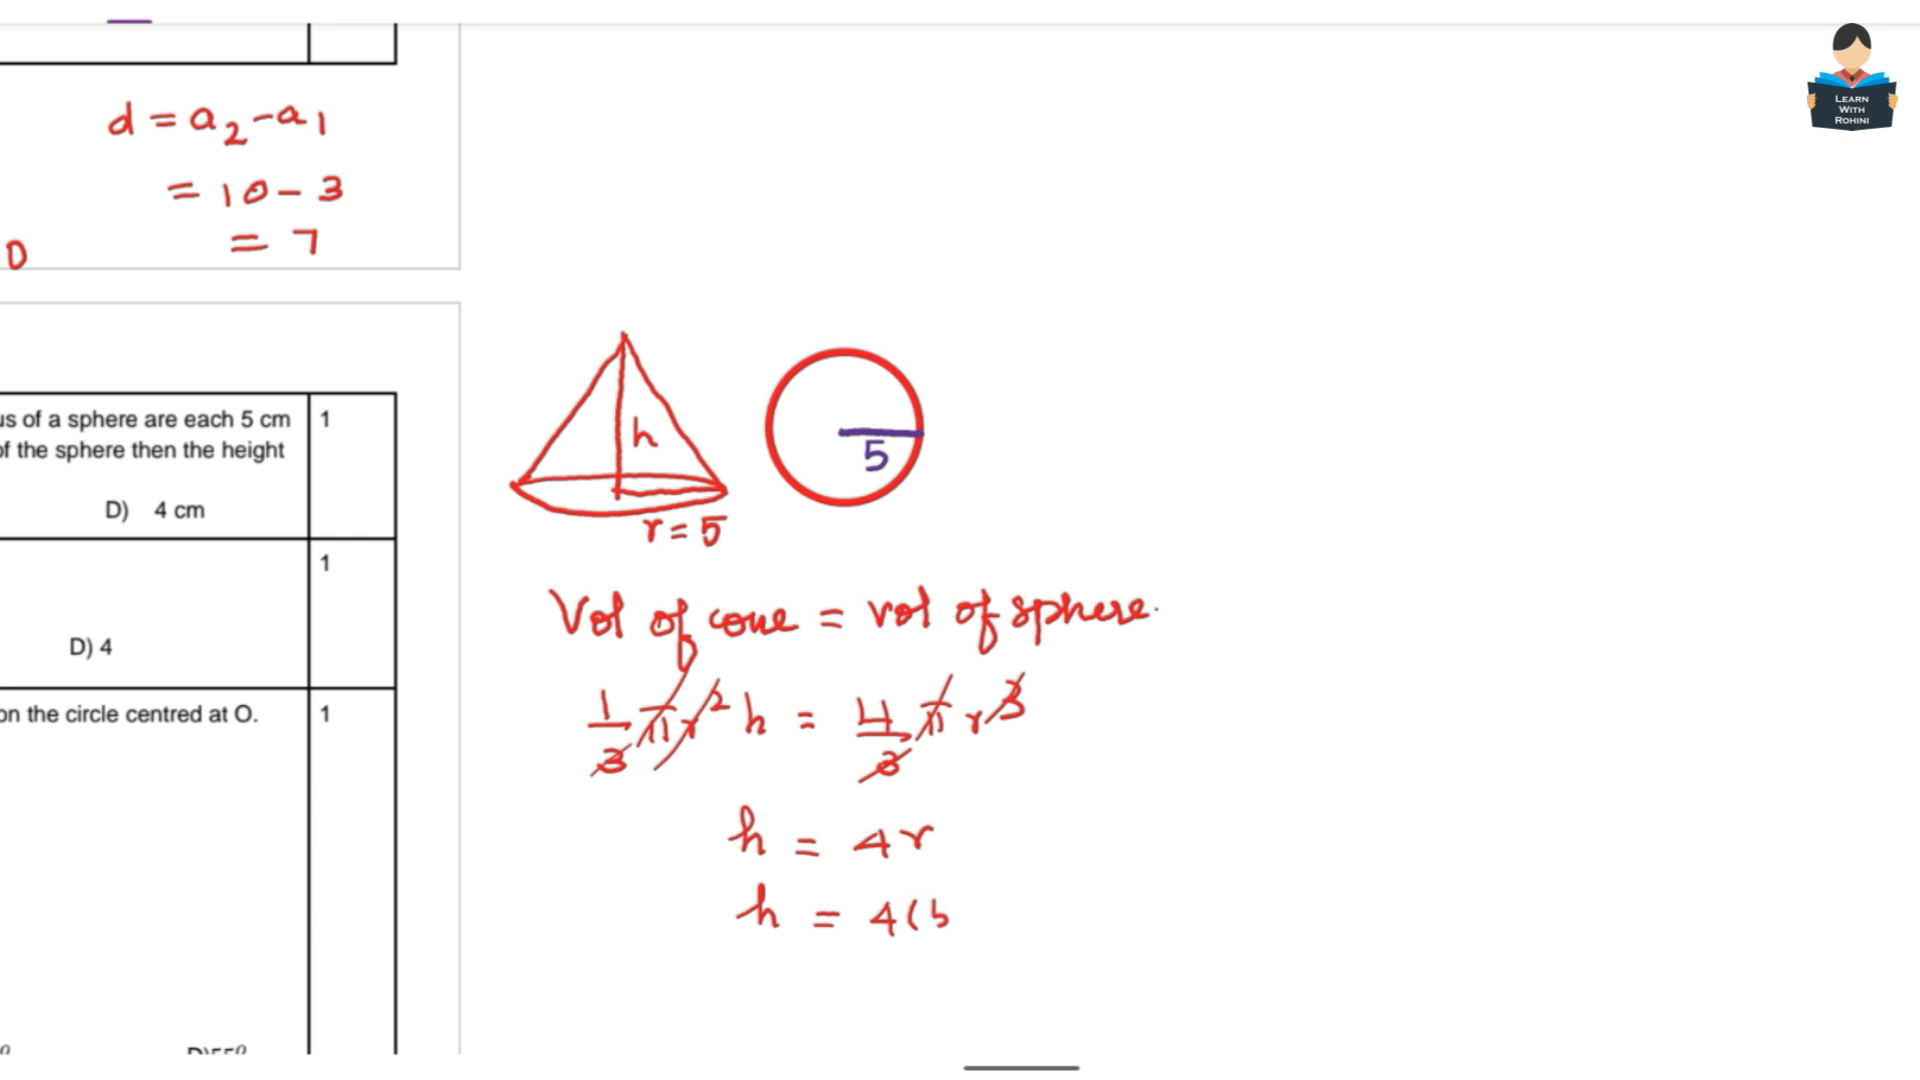 LEARN
WITH
ROHINI
d = a2 - a1
= 10 - 3
= 7
D
us of a sphere are each 5 cm
1
of the sphere then the height
D) 4 cm
1
D) 4
on the circle centred at O.
1
h
5
r = 5
Vol of cone = vol of sphere.
1/3 π r² h = 4/3 π r³
h = 4r
h = 4(5